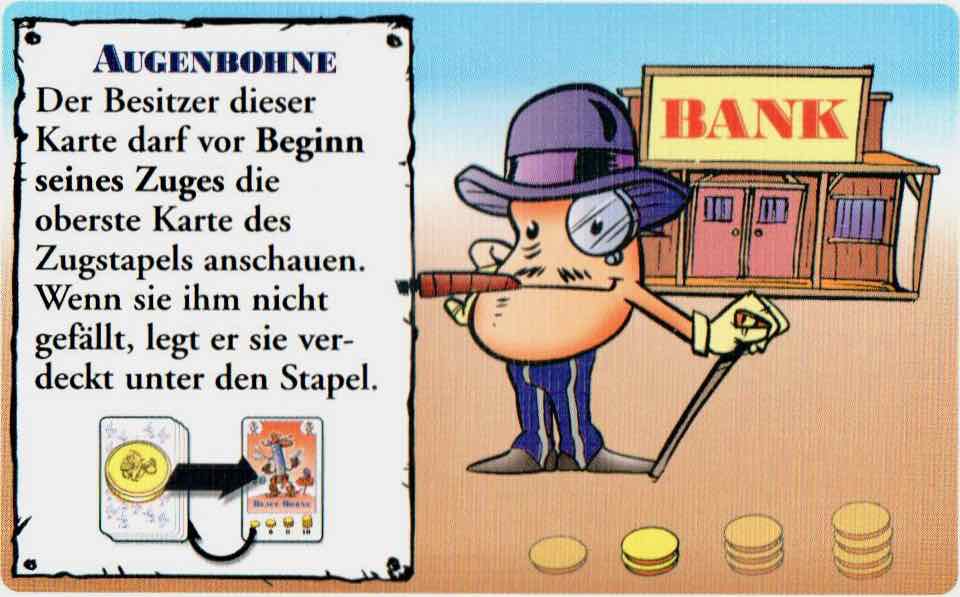 AUGENBOHNE
Der Besitzer dieser
Karte darf vor Beginn
seines Zuges die
oberste Karte des
Zugstapels anschauen.
Wenn sie ihm nicht
gefällt, legt er sie ver-
deckt unter den Stapel.
BANK